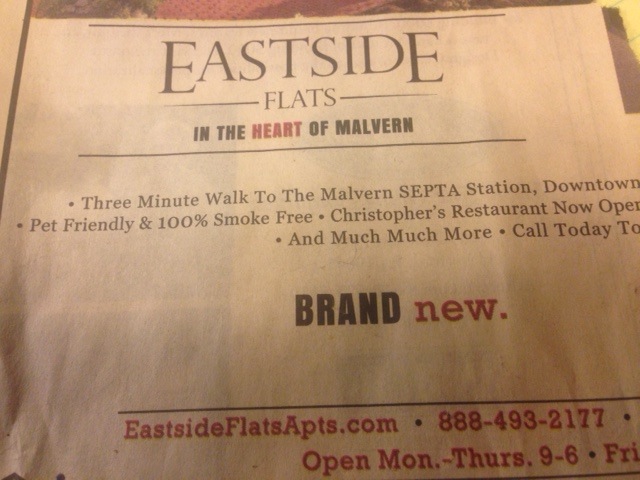 EASTSIDE
FLATS
IN THE HEART OF MALVERN
• Three Minute Walk To The Malvern SEPTA Station, Downtown
• Pet Friendly & 100% Smoke Free • Christopher's Restaurant Now Open
• And Much Much More • Call Today To
BRAND new.
EastsideFlatsApts.com • 888-493-2177 •
Open Mon.-Thurs. 9-6 • Fri